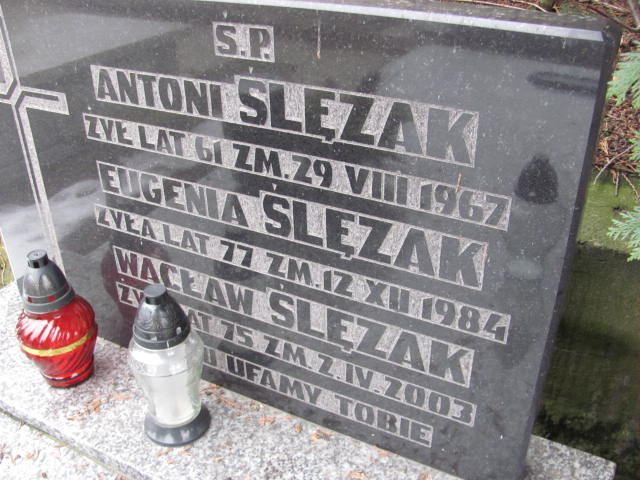 Ś.P.
ANTONI ŚLĘZAK
ŻYŁ LAT 61 ZM. 29 VIII 1967
EUGENIA ŚLĘZAK
ŻYŁA LAT 77 ZM. 12 XII 1984
WACŁAW ŚLĘZAK
LAT 75 ZM. 2.IV.2003
UFAMY TOBIE